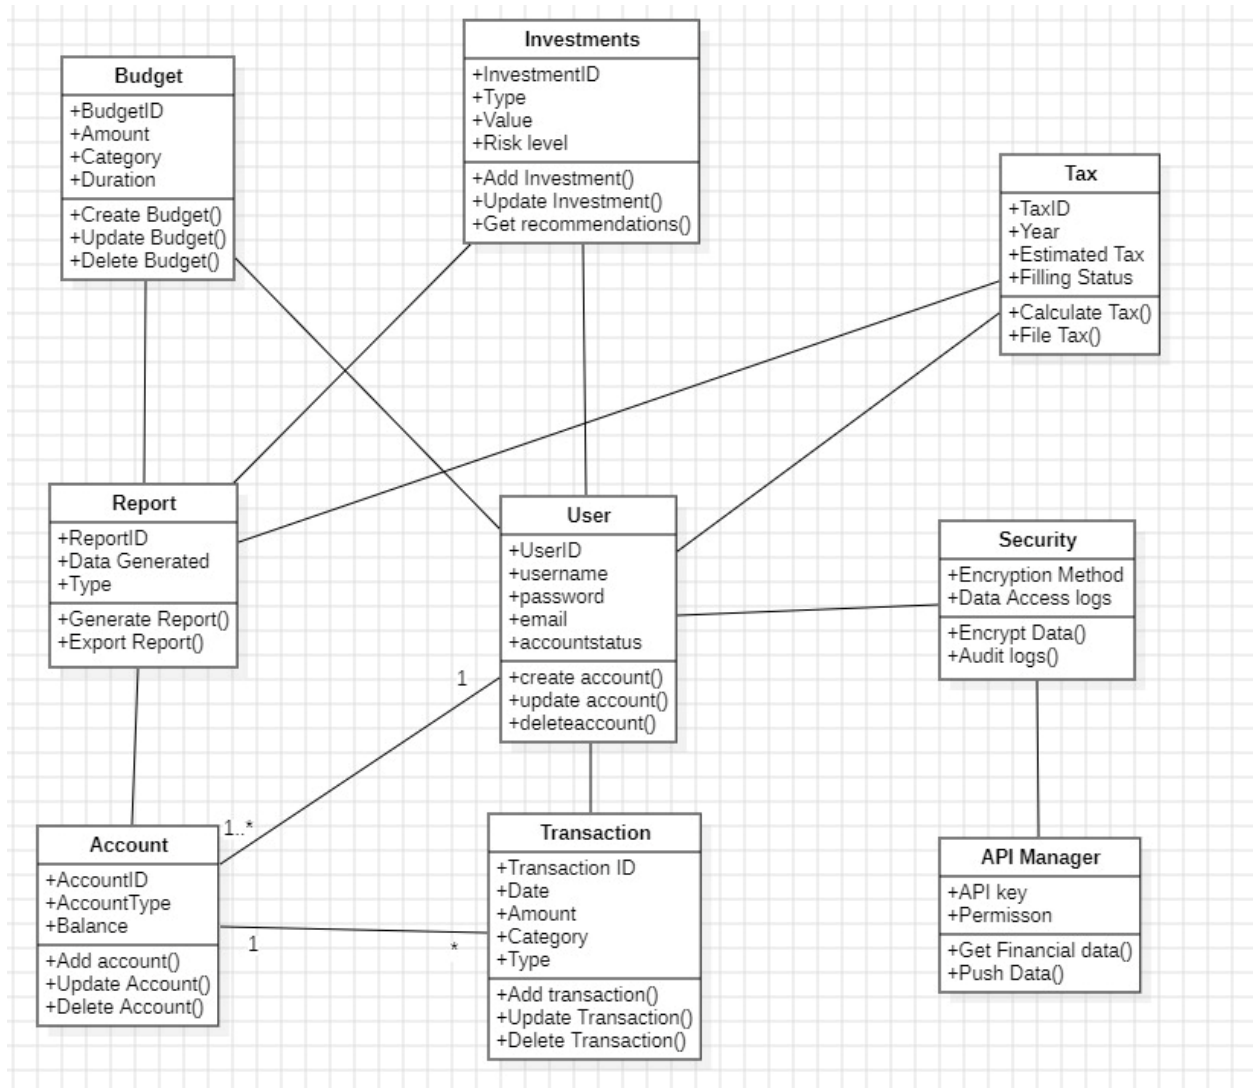 Investments
+InvestmentID
+Type
+Value
+Risk level
+Add Investment()
+Update Investment()
+Get recommendations()
Budget
+BudgetID
+Amount
+Category
+Duration
+Create Budget()
+Update Budget()
+Delete Budget()
Tax
+TaxID
+Year
+Estimated Tax
+Filling Status
+Calculate Tax()
+File Tax()
Report
+ReportID
+Data Generated
+Type
+Generate Report()
+Export Report()
User
+UserID
+username
+password
+email
+accountstatus
+create account()
+update account()
+deleteaccount()
Security
+Encryption Method
+Data Access logs
+Encrypt Data()
+Audit logs()
1
1..*
Account
+AccountID
+AccountType
+Balance
+Add account()
+Update Account()
+Delete Account()
1
*
Transaction
+Transaction ID
+Date
+Amount
+Category
+Type
+Add transaction()
+Update Transaction()
+Delete Transaction()
API Manager
+API key
+Permisson
+Get Financial data()
+Push Data()